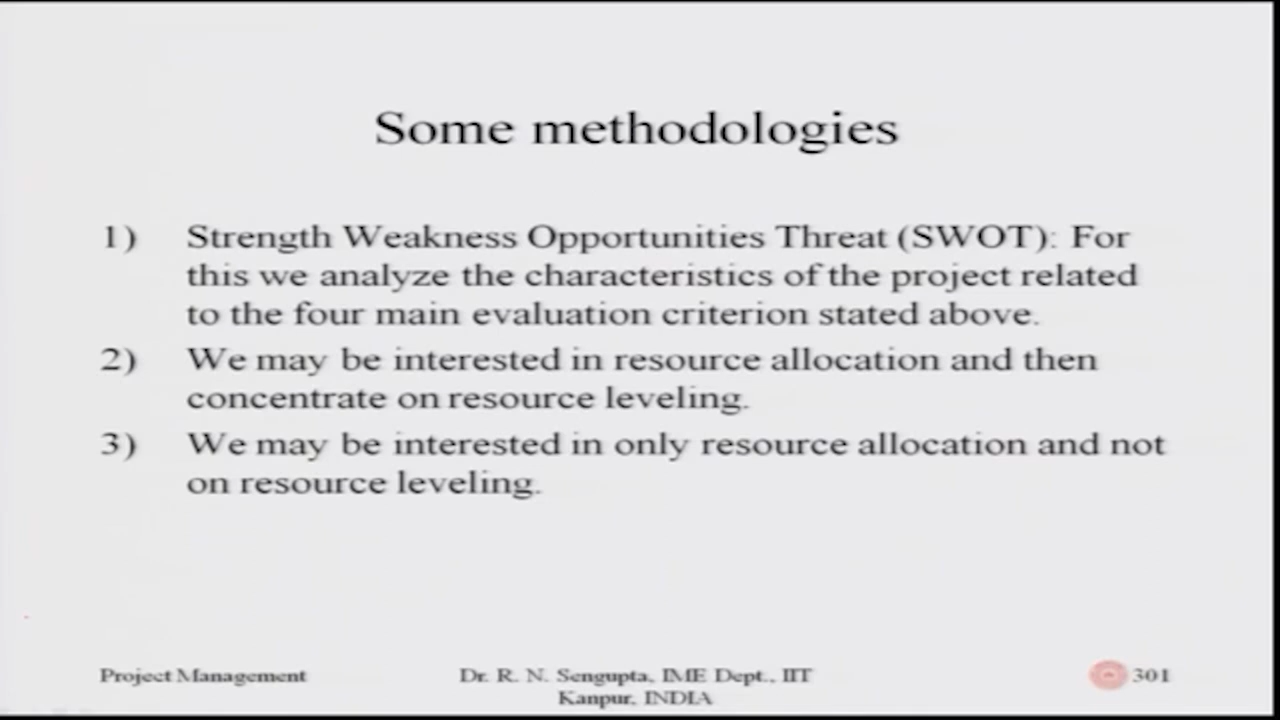 Some methodologies
1) Strength Weakness Opportunities Threat (SWOT): For
this we analyze the characteristics of the project related
to the four main evaluation criterion stated above.
2) We may be interested in resource allocation and then
concentrate on resource leveling.
3) We may be interested in only resource allocation and not
on resource leveling.
Project Management
Dr. R. N. Sengupta, IME Dept., IIT
Kanpur, INDIA
301